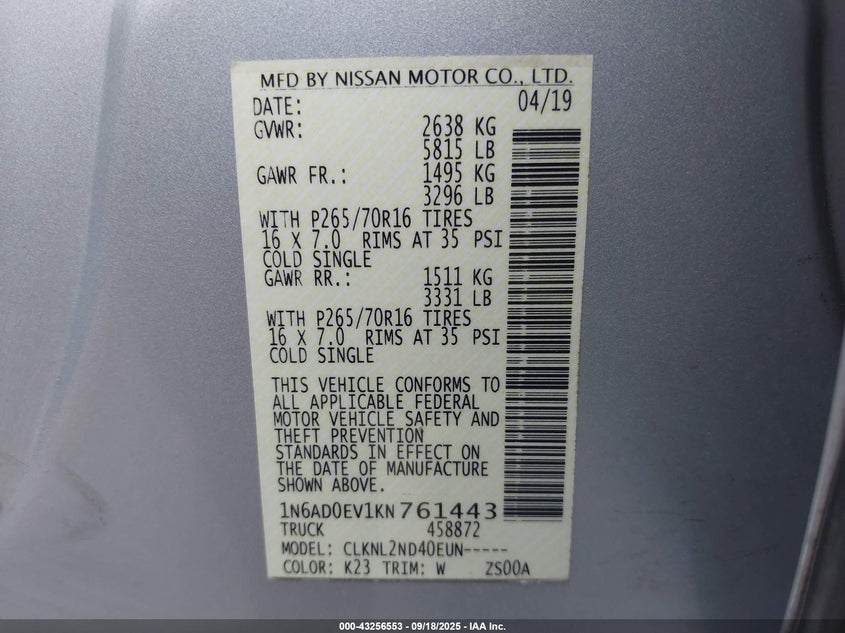 MFD BY NISSAN MOTOR CO., LTD.
DATE: 04/19
GVWR: 2638 KG
5815 LB
GAWR FR.: 1495 KG
3296 LB
WITH P265/70R16 TIRES
16 X 7.0 RIMS AT 35 PSI
COLD SINGLE
GAWR RR.: 1511 KG
3331 LB
WITH P265/70R16 TIRES
16 X 7.0 RIMS AT 35 PSI
COLD SINGLE
THIS VEHICLE CONFORMS TO
ALL APPLICABLE FEDERAL
MOTOR VEHICLE SAFETY AND
THEFT PREVENTION
STANDARDS IN EFFECT ON
THE DATE OF MANUFACTURE
SHOWN ABOVE.
1N6AD0EV1KN761443
TRUCK 458872
MODEL: CLKNL2ND40EUN-----
COLOR: K23 TRIM: W ZS00A
000-43256553 - 09/18/2025 - IAA Inc.